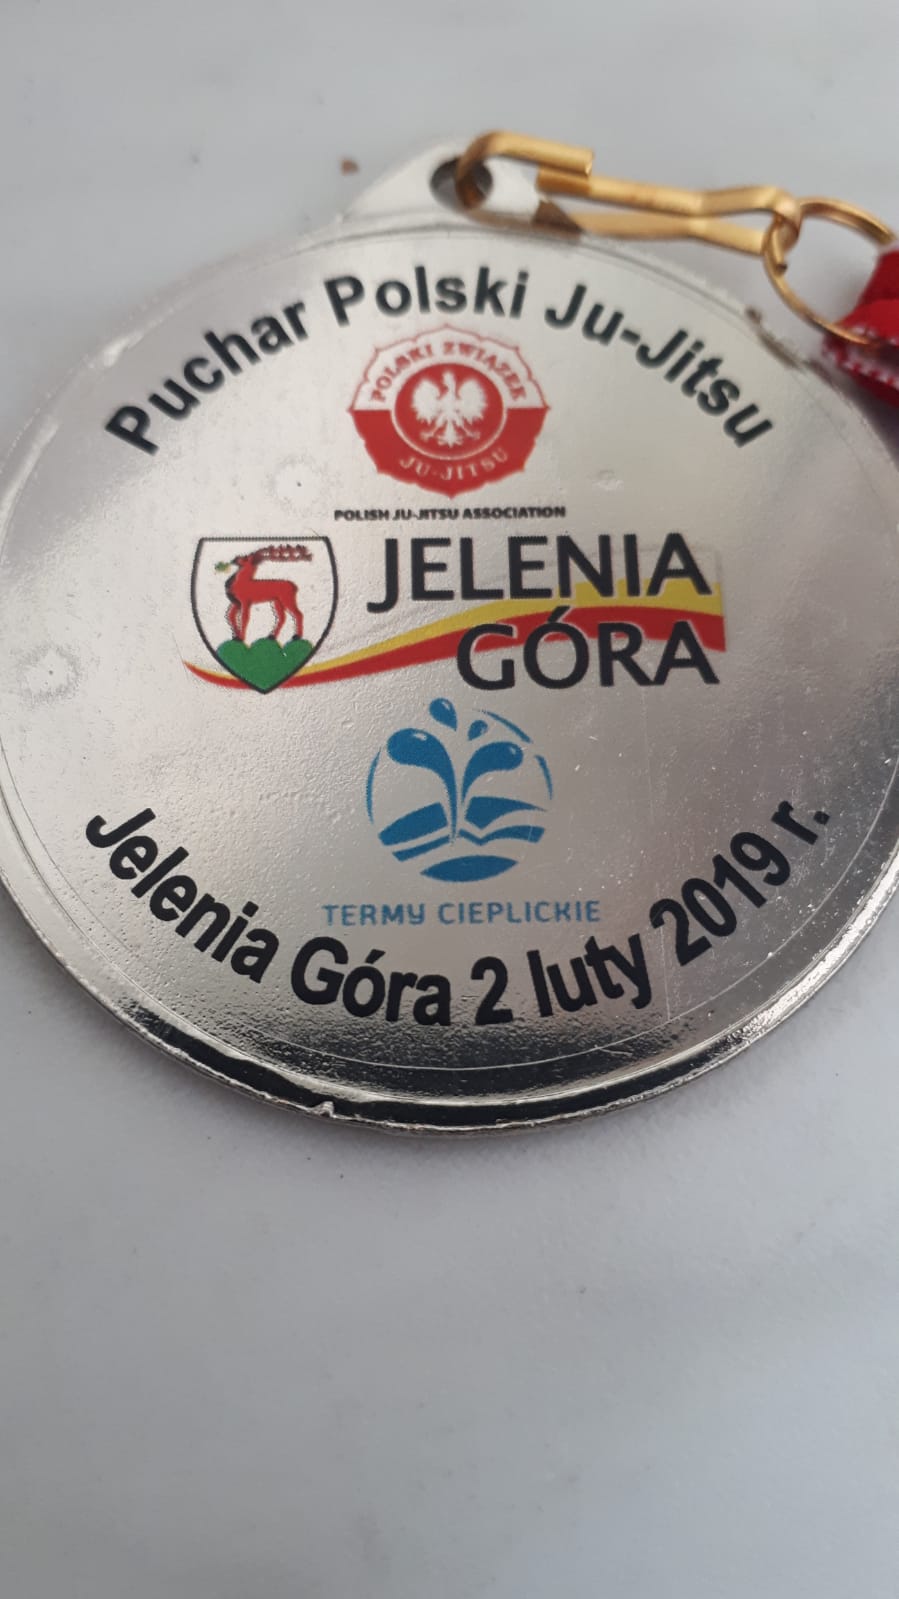 Puchar Polski Ju-Jitsu
POLSKI ZWIĄZEK
JU-JITSU
POLISH JU-JITSU ASSOCIATION
JELENIA
GÓRA
TERMY CIEPLICKIE
Jelenia Góra 2 luty 2019 r.